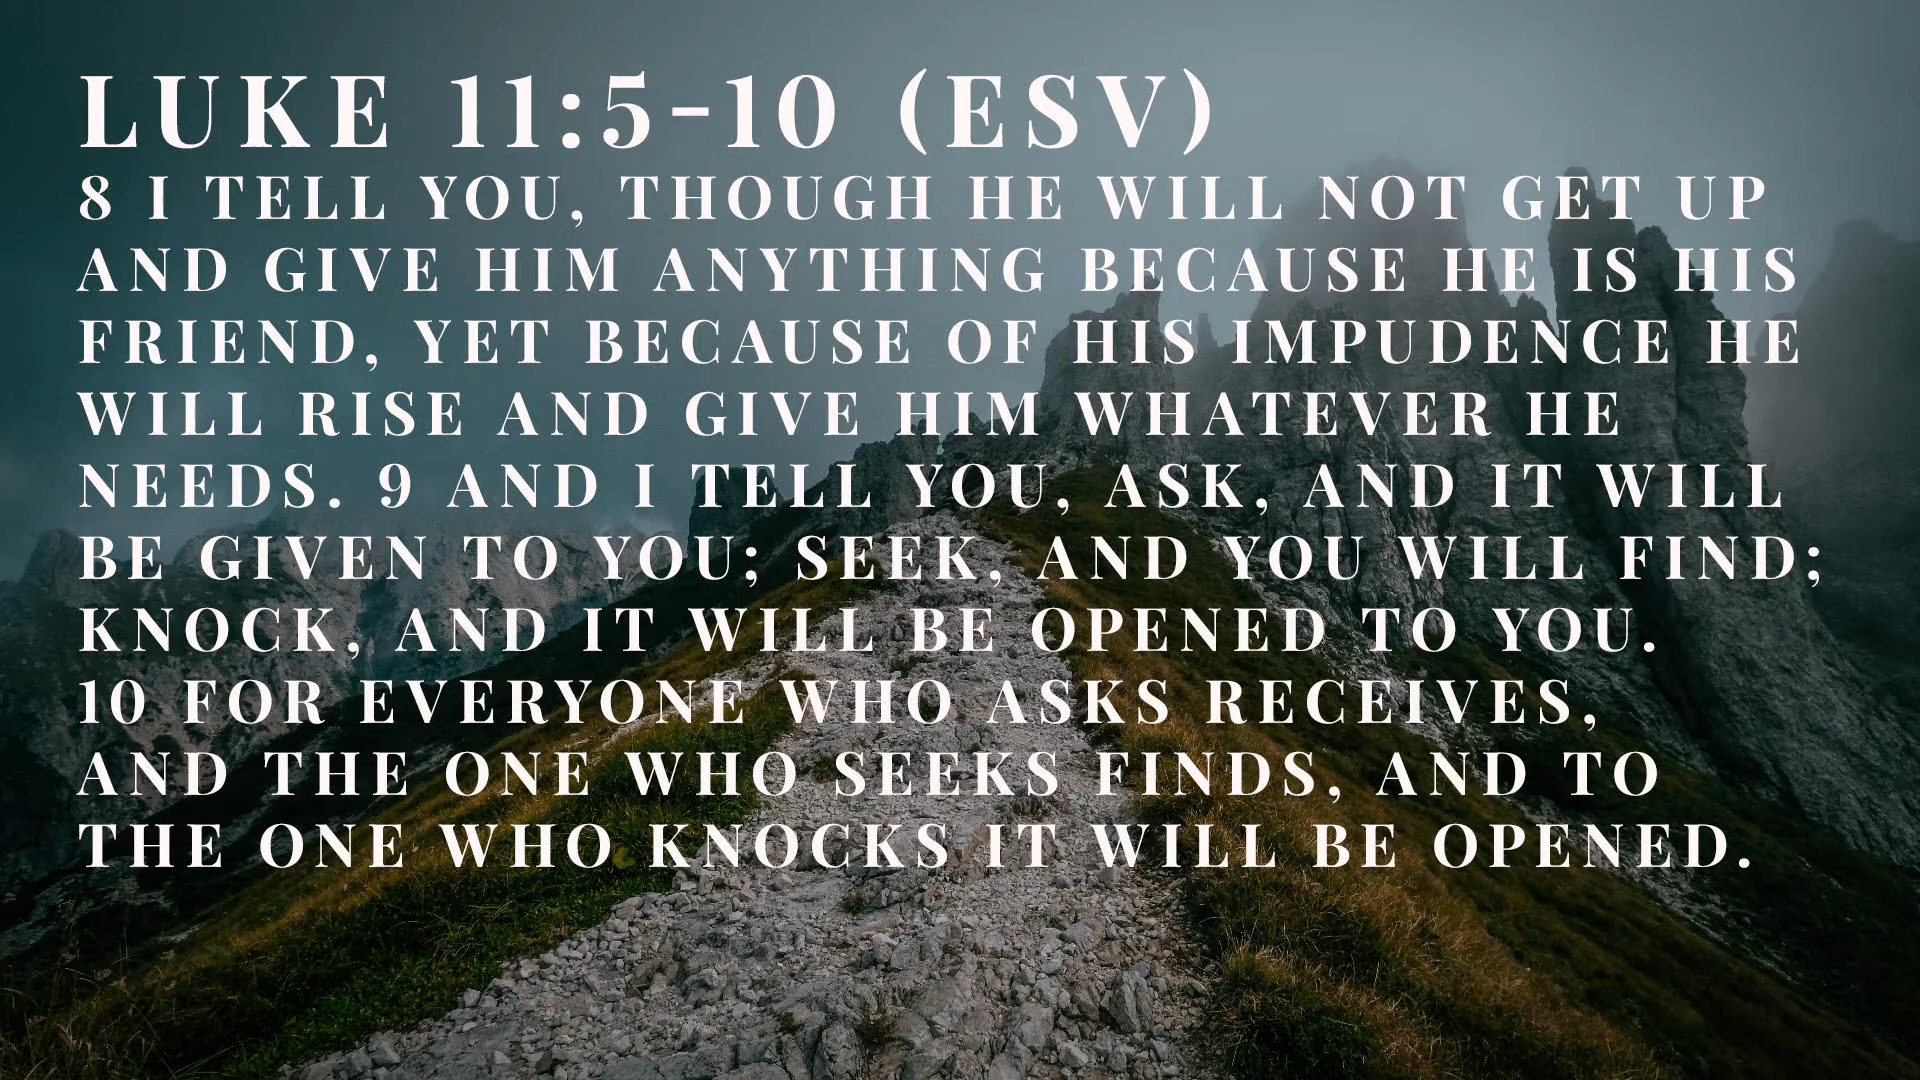 LUKE 11:5-10 (ESV)
8 I TELL YOU, THOUGH HE WILL NOT GET UP
AND GIVE HIM ANYTHING BECAUSE HE IS HIS
FRIEND, YET BECAUSE OF HIS IMPUDENCE HE
WILL RISE AND GIVE HIM WHATEVER HE
NEEDS. 9 AND I TELL YOU, ASK, AND IT WILL
BE GIVEN TO YOU; SEEK, AND YOU WILL FIND;
KNOCK, AND IT WILL BE OPENED TO YOU.
10 FOR EVERYONE WHO ASKS RECEIVES,
AND THE ONE WHO SEEKS FINDS, AND TO
THE ONE WHO KNOCKS IT WILL BE OPENED.